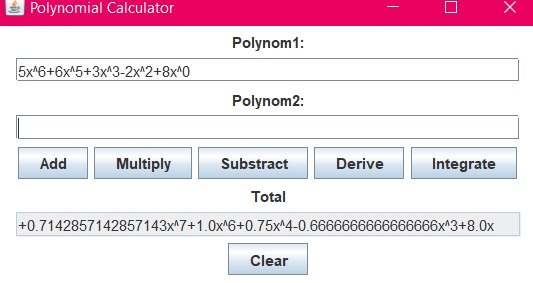 Polynomial Calculator
Polynom1:
5x^6+6x^5+3x^3-2x^2+8x^0
Polynom2:
Add Multiply Substract Derive Integrate
Total
+0.7142857142857143x^7+1.0x^6+0.75x^4-0.6666666666666666x^3+8.0x
Clear